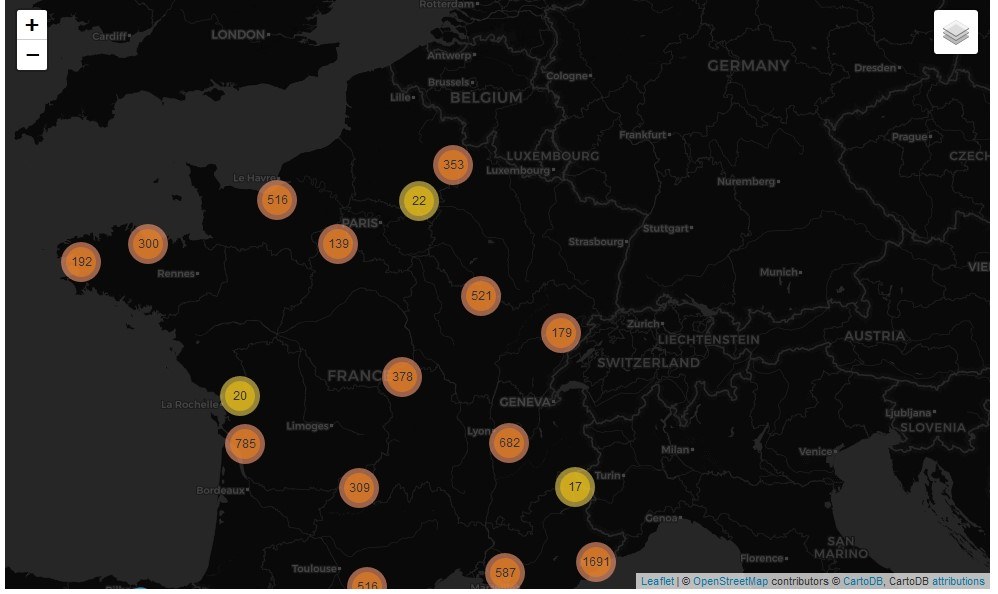 Rotterdam
+
Cardiff
LONDON
−
Antwerp
GERMANY
Dresden
Brussels
Cologne
Lille
BELGIUM
Frankfurt
Prague
353
LUXEMBOURG
CZECH
Luxembourg
Le Havre
Nuremberg
516
22
PARIS
Stuttgart
300
139
Strasbourg
192
Rennes
Munich
521
Zurich
179
LIECHTENSTEIN
AUSTRIA
SWITZERLAND
FRANC
378
20
GENEVA
La Rochelle
Ljubljana
Limoges
SLOVENIA
785
Lyon
682
Milan
Venice
Turin
309
17
Bordeaux
Genoa
SAN
MARINO
Florence
1691
Toulouse
587
516
Leaflet | © OpenStreetMap contributors © CartoDB, CartoDB attributions